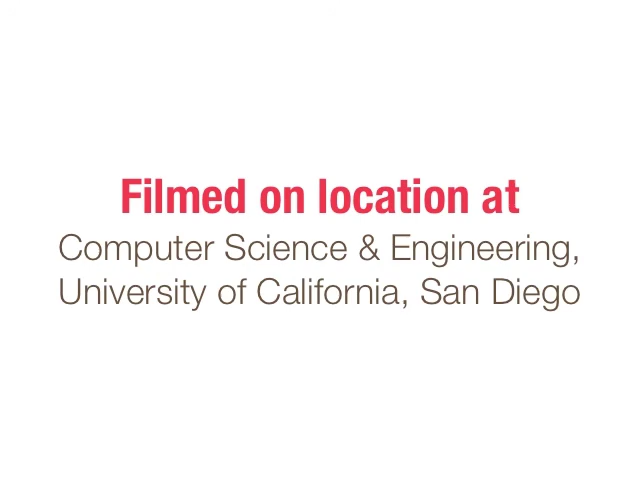 Filmed on location at
Computer Science & Engineering,
University of California, San Diego